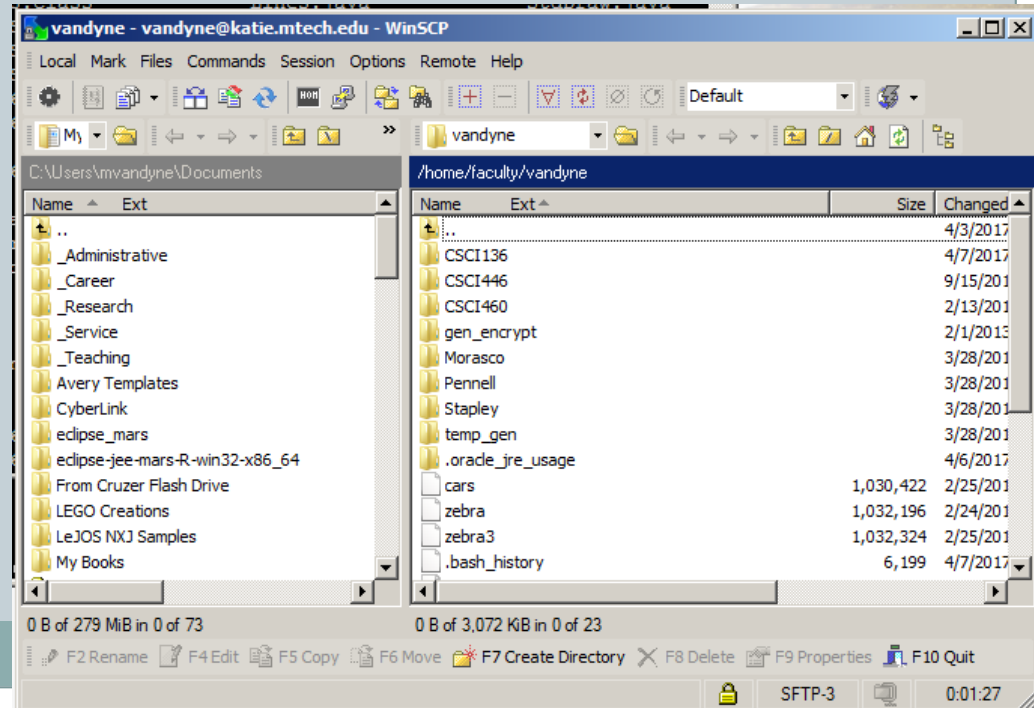 vandyne - vandyne@katie.mtech.edu - WinSCP
Local Mark Files Commands Session Options Remote Help
Default
My
vandyne
C:\Users\mvandyne\Documents
/home/faculty/vandyne
Name Ext
Name Ext Size Changed
..
.. 4/3/2017
_Administrative
CSCI136 4/7/2017
_Career
CSCI446 9/15/201
_Research
CSCI460 2/13/201
_Service
gen_encrypt 2/1/2013
_Teaching
Morasco 3/28/201
Avery Templates
Pennell 3/28/201
CyberLink
Stapley 3/28/201
eclipse_mars
temp_gen 3/28/201
eclipse-jee-mars-R-win32-x86_64
.oracle_jre_usage 4/6/2017
From Cruzer Flash Drive
cars 1,030,422 2/25/201
LEGO Creations
zebra 1,032,196 2/24/201
LeJOS NXJ Samples
zebra3 1,032,324 2/25/201
My Books
.bash_history 6,199 4/7/2017
0 B of 279 MiB in 0 of 73
0 B of 3,072 KiB in 0 of 23
F2 Rename F4 Edit F5 Copy F6 Move F7 Create Directory F8 Delete F9 Properties F10 Quit
SFTP-3 0:01:27